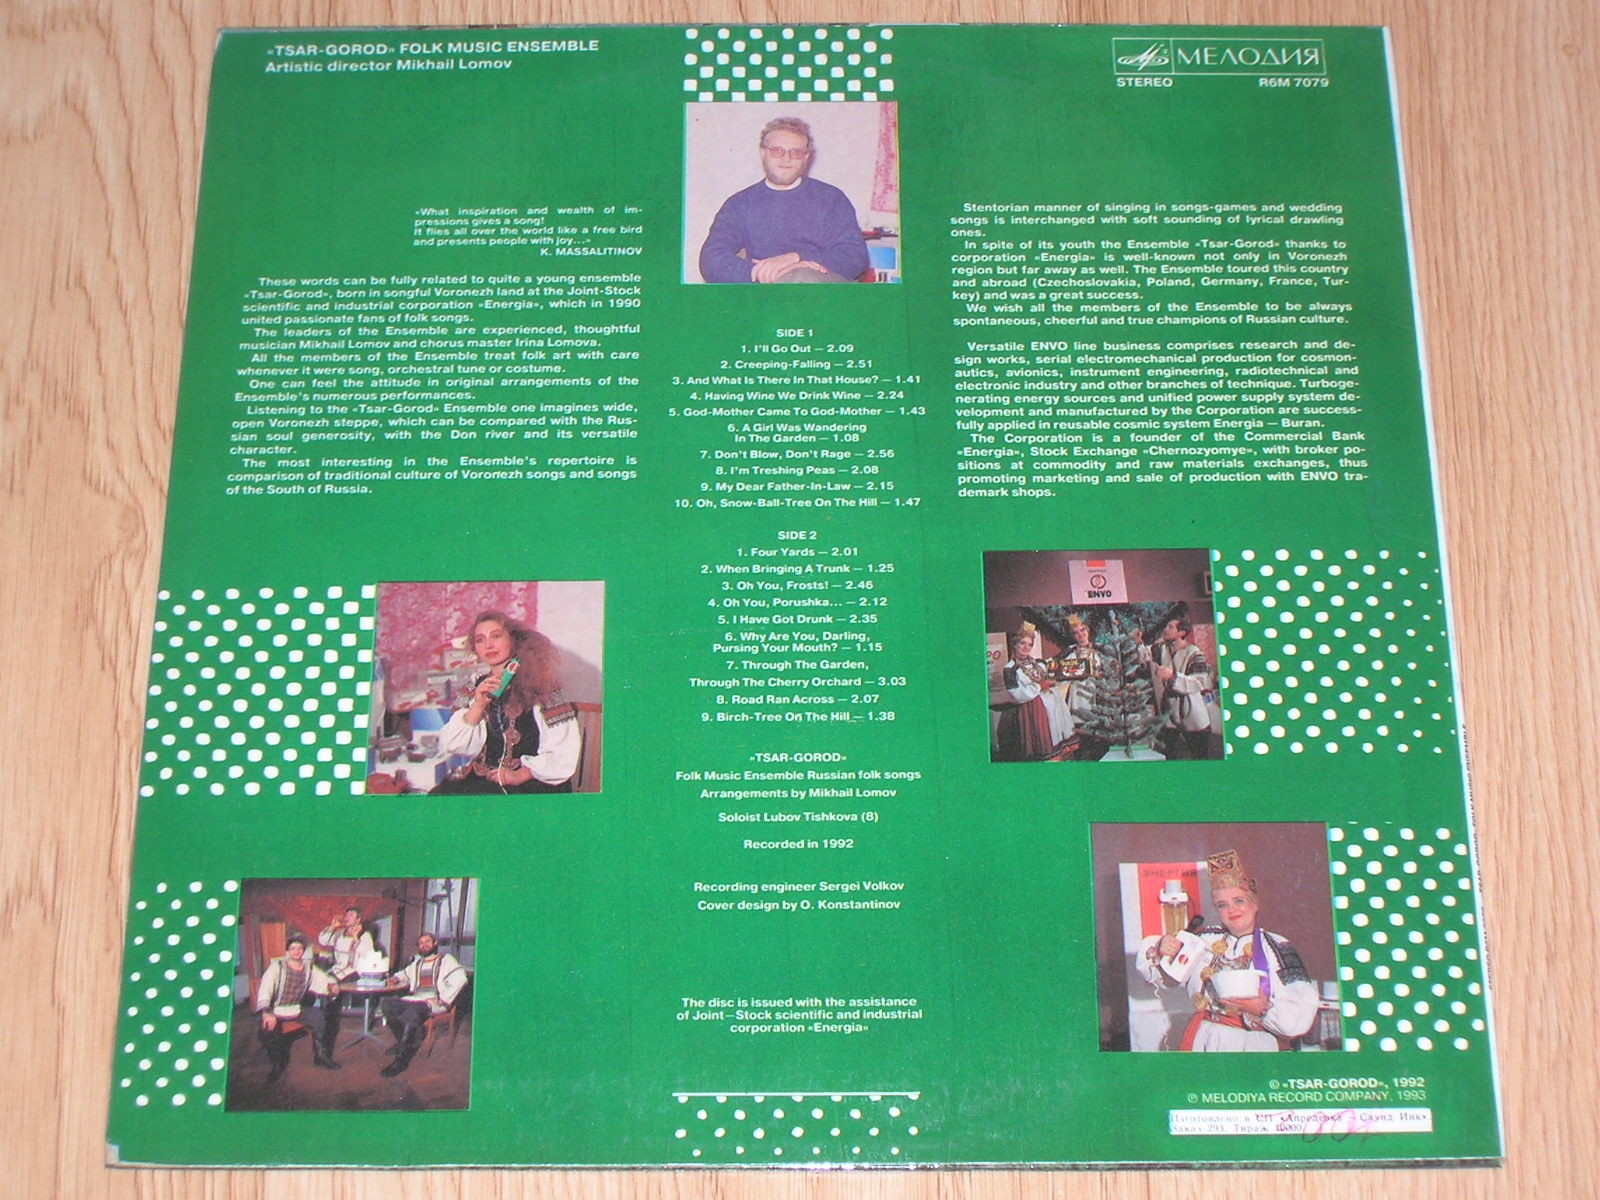 «TSAR-GOROD» FOLK MUSIC ENSEMBLE
Artistic director Mikhail Lomov
МЕЛОДИЯ
STEREO R6M 7079
«What inspiration and wealth of im-
pressions gives a song!
It flies all over the world like a free bird
and presents people with joy...»
K. MASSALITINOV
These words can be fully related to quite a young ensemble
«Tsar-Gorod», born in songful Voronezh land at the Joint-Stock
scientific and industrial corporation «Energia», which in 1990
united passionate fans of folk songs.
The leaders of the Ensemble are experienced, thoughtful
musician Mikhail Lomov and chorus master Irina Lomova.
All the members of the Ensemble treat folk art with care
whenever it were song, orchestral tune or costume.
One can feel the attitude in original arrangements of the
Ensemble's numerous performances.
Listening to the «Tsar-Gorod» Ensemble one imagines wide,
open Voronezh steppe, which can be compared with the Rus-
sian soul generosity, with the Don river and its versatile
character.
The most interesting in the Ensemble's repertoire is
comparison of traditional culture of Voronezh songs and songs
of the South of Russia.
SIDE 1
1. I'll Go Out — 2.09
2. Creeping-Falling — 2.51
3. And What Is There In That House? — 1.41
4. Having Wine We Drink Wine — 2.24
5. God-Mother Came To God-Mother — 1.43
6. A Girl Was Wandering
In The Garden — 1.08
7. Don't Blow, Don't Rage — 2.56
8. I'm Treshing Peas — 2.08
9. My Dear Father-In-Law — 2.15
10. Oh, Snow-Ball-Tree On The Hill — 1.47
SIDE 2
1. Four Yards — 2.01
2. When Bringing A Trunk — 1.25
3. Oh You, Frosts! — 2.46
4. Oh You, Porushka... — 2.12
5. I Have Got Drunk — 2.35
6. Why Are You, Darling,
Pursing Your Mouth? — 1.15
7. Through The Garden,
Through The Cherry Orchard — 3.03
8. Road Ran Across — 2.07
9. Birch-Tree On The Hill — 1.38
«TSAR-GOROD»
Folk Music Ensemble Russian folk songs
Arrangements by Mikhail Lomov
Soloist Lubov Tishkova (8)
Recorded in 1992
Recording engineer Sergei Volkov
Cover design by O. Konstantinov
The disc is issued with the assistance
of Joint—Stock scientific and industrial
corporation «Energia»
Stentorian manner of singing in songs-games and wedding
songs is interchanged with soft sounding of lyrical drawling
ones.
In spite of its youth the Ensemble «Tsar-Gorod» thanks to
corporation «Energia» is well-known not only in Voronezh
region but far away as well. The Ensemble toured this country
and abroad (Czechoslovakia, Poland, Germany, France, Tur-
key) and was a great success.
We wish all the members of the Ensemble to be always
spontaneous, cheerful and true champions of Russian culture.
Versatile ENVO line business comprises research and de-
sign works, serial electromechanical production for cosmon-
autics, avionics, instrument engineering, radiotechnical and
electronic industry and other branches of technique. Turboge-
nerating energy sources and unified power supply system de-
velopment and manufactured by the Corporation are success-
fully applied in reusable cosmic system Energia — Buran.
The Corporation is a founder of the Commercial Bank
«Energia», Stock Exchange «Chernozyomye», with broker po-
sitions at commodity and raw materials exchanges, thus
promoting marketing and sale of production with ENVO tra-
demark shops.
ENVO
ЭНЕРГИЯ
© «TSAR-GOROD», 1992
℗ MELODIYA RECORD COMPANY, 1993
Изготовлено в СП «Апрелевка – Саунд Инк»
Заказ 293. Тираж